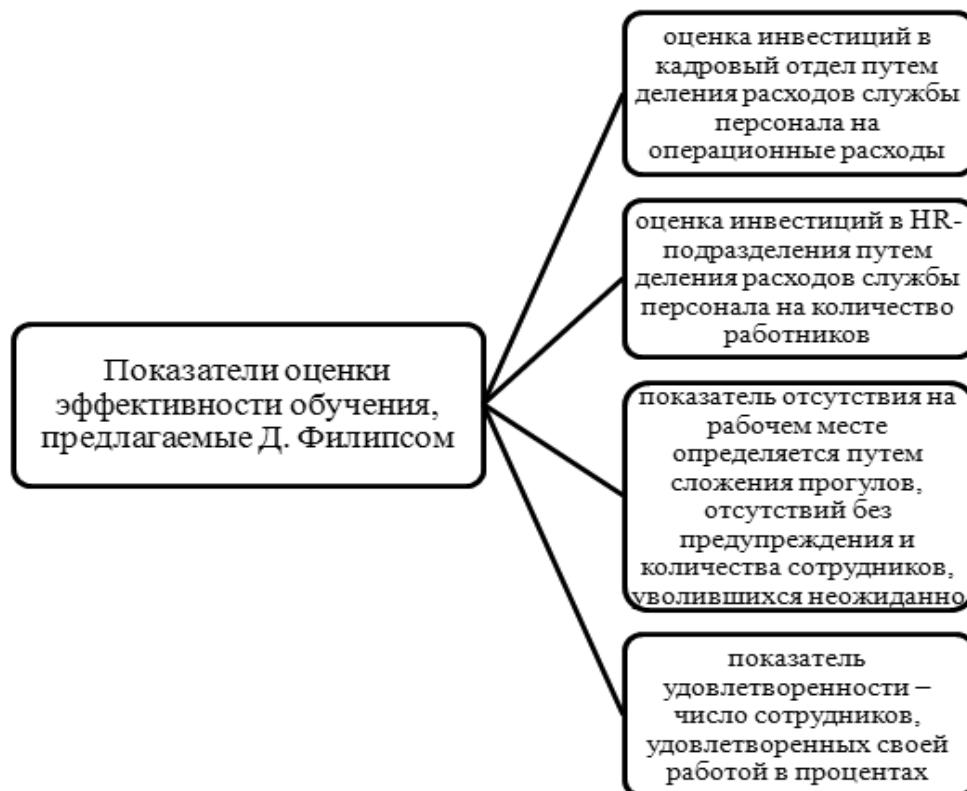 Показатели оценки
эффективности обучения,
предлагаемые Д. Филипсом
оценка инвестиций в
кадровый отдел путем
деления расходов службы
персонала на
операционные расходы
оценка инвестиций в HR-
подразделения путем
деления расходов службы
персонала на количество
работников
показатель отсутствия на
рабочем месте
определяется путем
сложения прогулов,
отсутствий без
предупреждения и
количества сотрудников,
уволившихся неожиданно
показатель
удовлетворенности –
число сотрудников,
удовлетворенных своей
работой в процентах